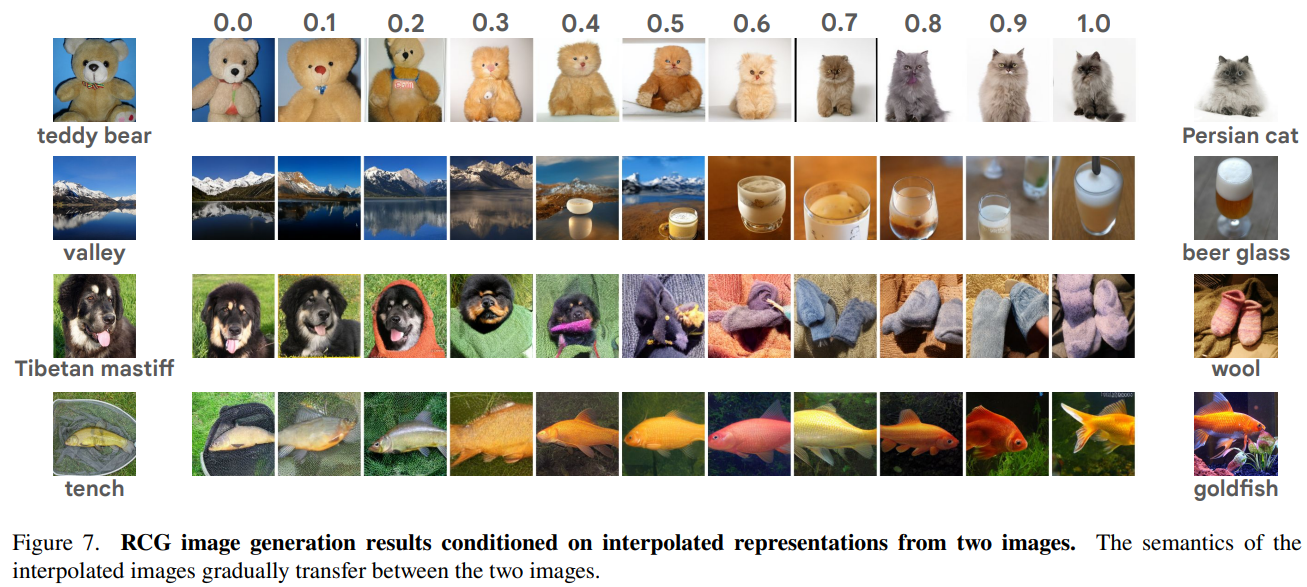 0.0 0.1 0.2 0.3 0.4 0.5 0.6 0.7 0.8 0.9 1.0
teddy bear Persian cat
valley beer glass
Tibetan mastiff wool
tench goldfish
Figure 7. RCG image generation results conditioned on interpolated representations from two images. The semantics of the
interpolated images gradually transfer between the two images.